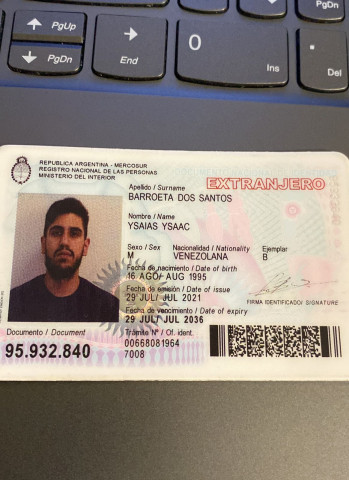 PgDn
PgUp
PgDn
End
0
Ins
.
Del
REPUBLICA ARGENTINA - MERCOSUR
REGISTRO NACIONAL DE LAS PERSONAS
MINISTERIO DEL INTERIOR
Apellido / Surname
EXTRANJERO
BARROETA DOS SANTOS
Nombre / Name
YSAIAS YSAAC
Sexo / Sex Nacionalidad / Nationality Ejemplar
M VENEZOLANA B
Fecha de nacimiento / Date of birth
16 AGO/ AUG 1995
Fecha de emisión / Date of issue
29 JUL/ JUL 2021
FIRMA IDENTIFICADO/ SIGNATURE
Fecha de vencimiento / Date of expiry
29 JUL/ JUL 2036
Documento / Document
Trámite N° / Of. ident.
95.932.840
00668081964
7008